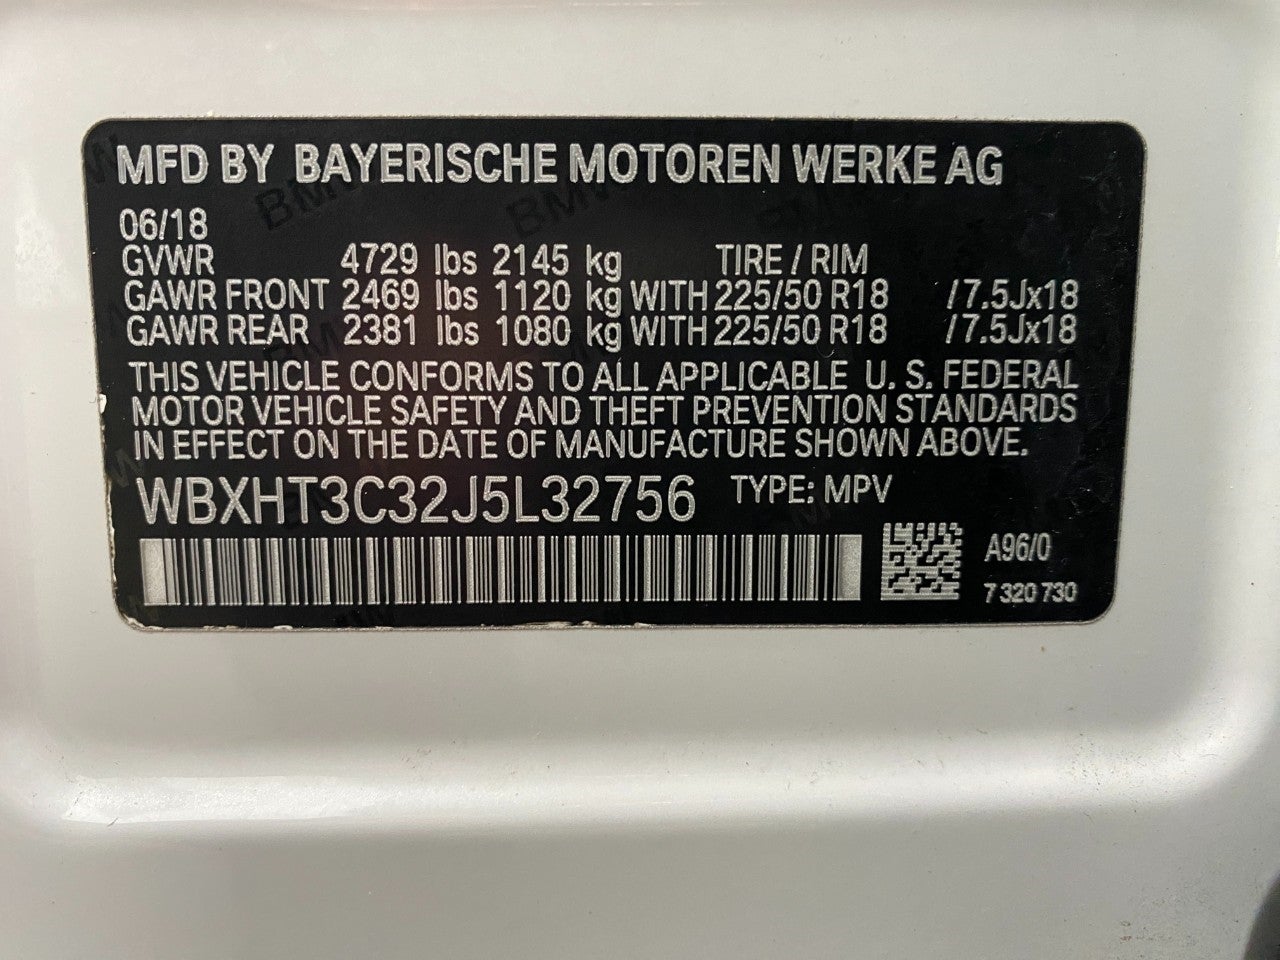 MFD BY BAYERISCHE MOTOREN WERKE AG
06/18
GVWR 4729 lbs 2145 kg TIRE / RIM
GAWR FRONT 2469 lbs 1120 kg WITH 225/50 R18 / 7.5Jx18
GAWR REAR 2381 lbs 1080 kg WITH 225/50 R18 / 7.5Jx18
THIS VEHICLE CONFORMS TO ALL APPLICABLE U. S. FEDERAL
MOTOR VEHICLE SAFETY AND THEFT PREVENTION STANDARDS
IN EFFECT ON THE DATE OF MANUFACTURE SHOWN ABOVE.
WBXHT3C32J5L32756 TYPE: MPV
A96/0
7 320 730